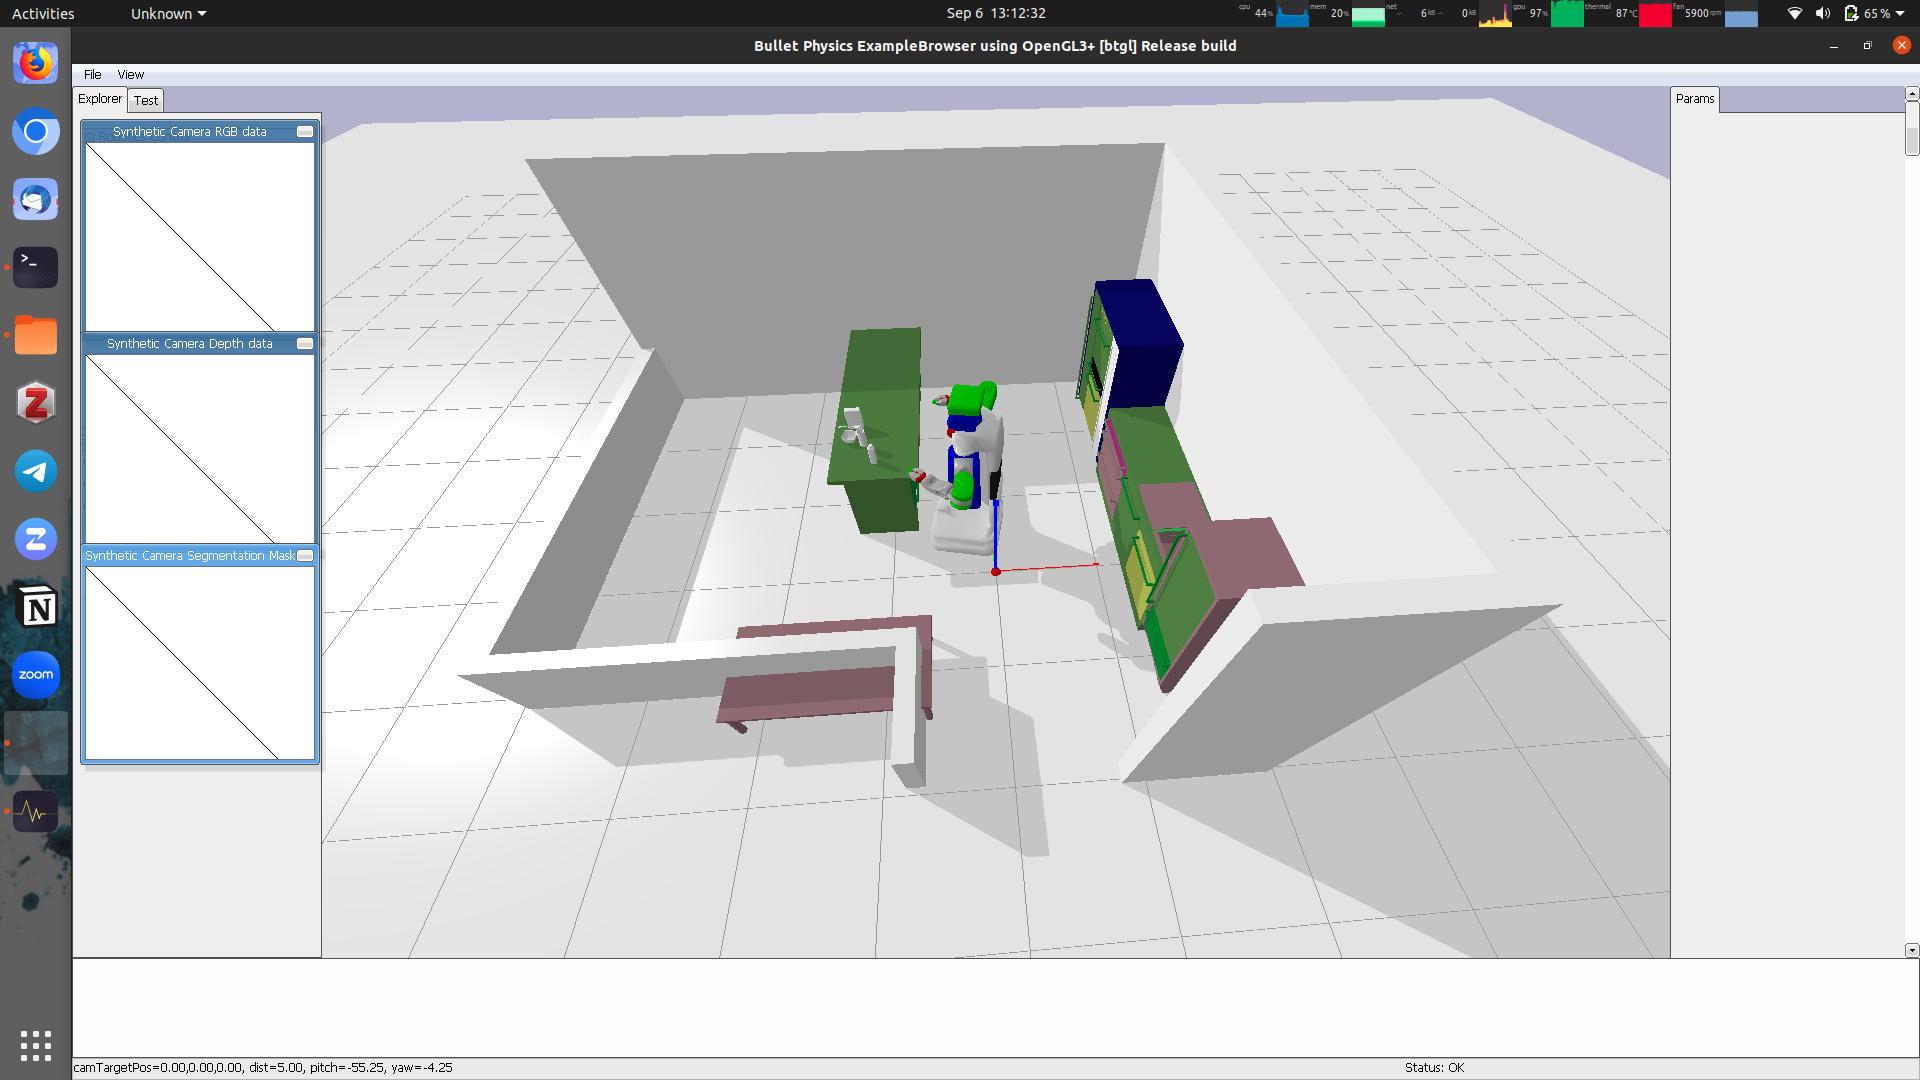 Activities
Unknown
Sep 6 13:12:32
cpu 44%
mem 20%
net 6 kB 0 kB
gpu 97%
thermal 87°C
fan 5900 rpm
65 %
Bullet Physics ExampleBrowser using OpenGL3+ [btgl] Release build
File View
Explorer Test
Params
Synthetic Camera RGB data
Synthetic Camera Depth data
Synthetic Camera Segmentation Mask
>_
Z
Z
N
zoom
camTargetPos=0.00,0.00,0.00, dist=5.00, pitch=-55.25, yaw=-4.25
Status: OK